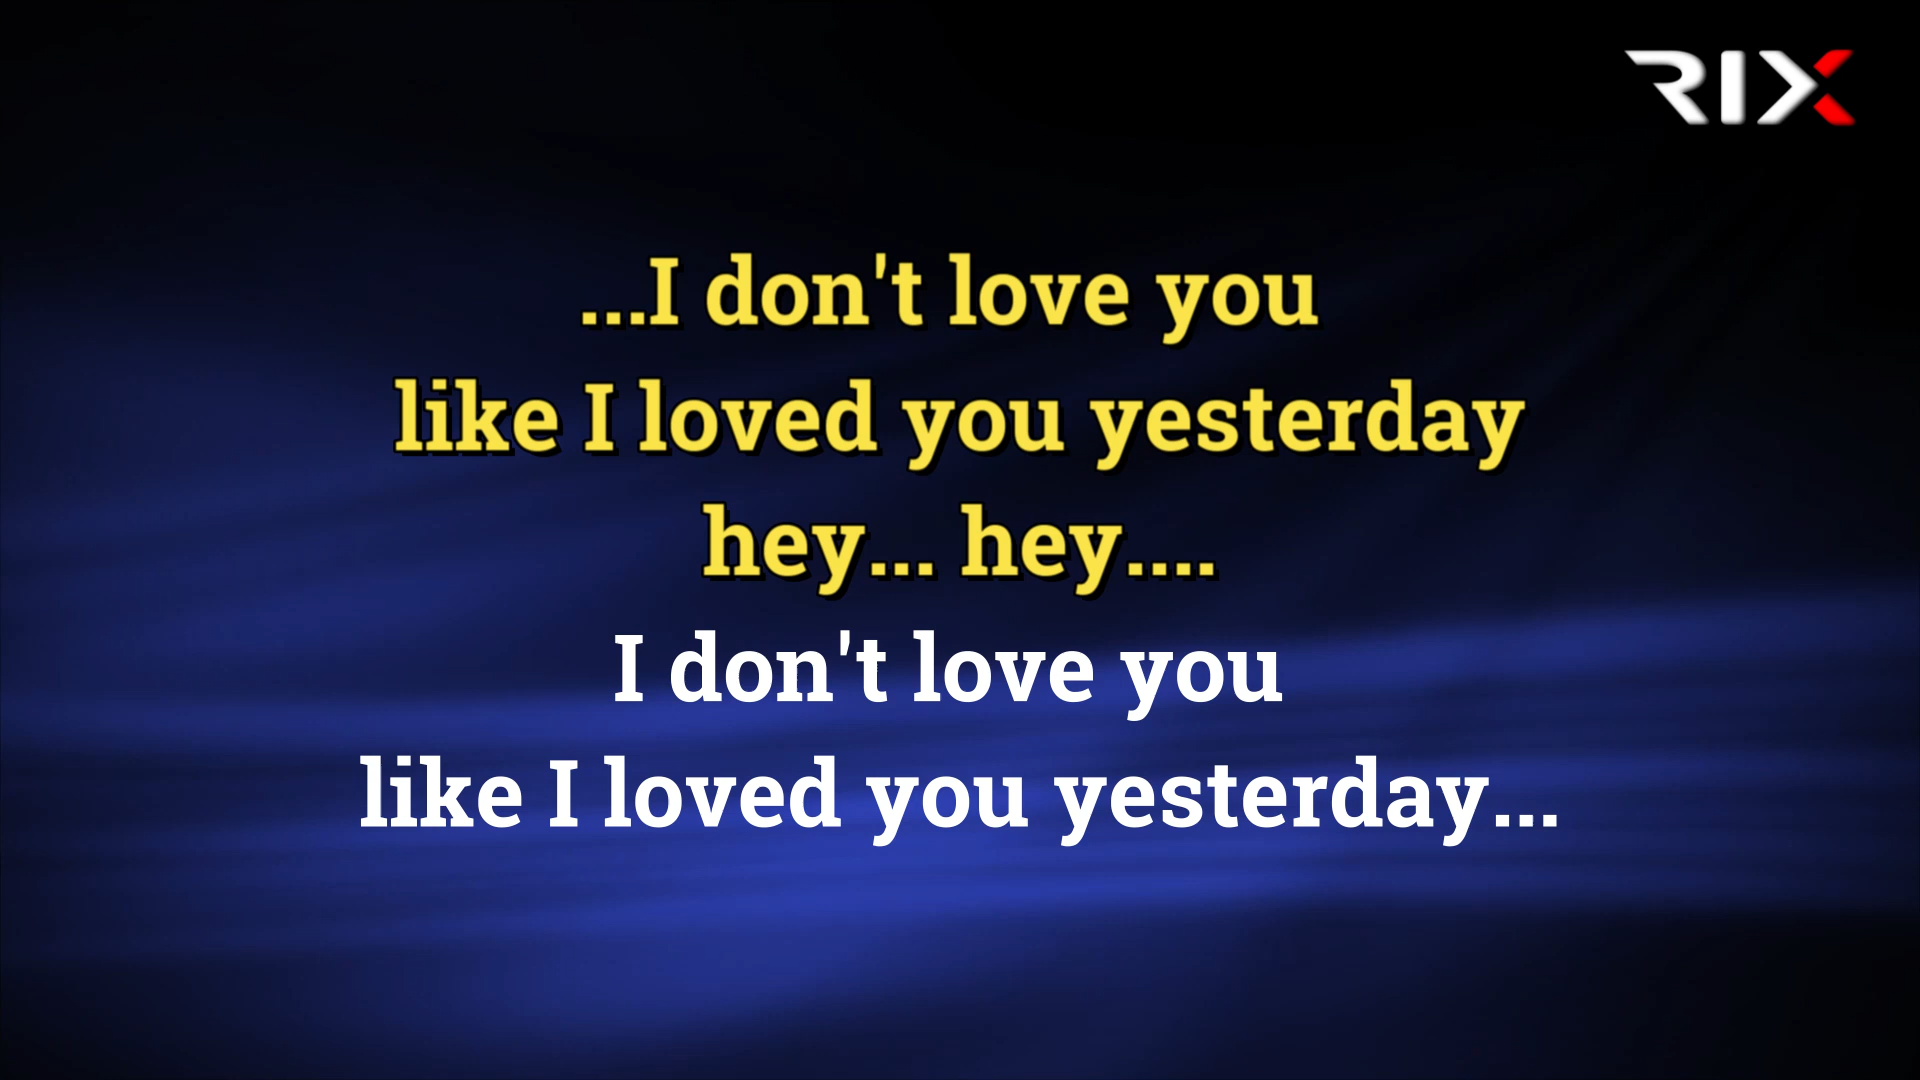 RIX
...I don't love you
like I loved you yesterday
hey... hey....
I don't love you
like I loved you yesterday...